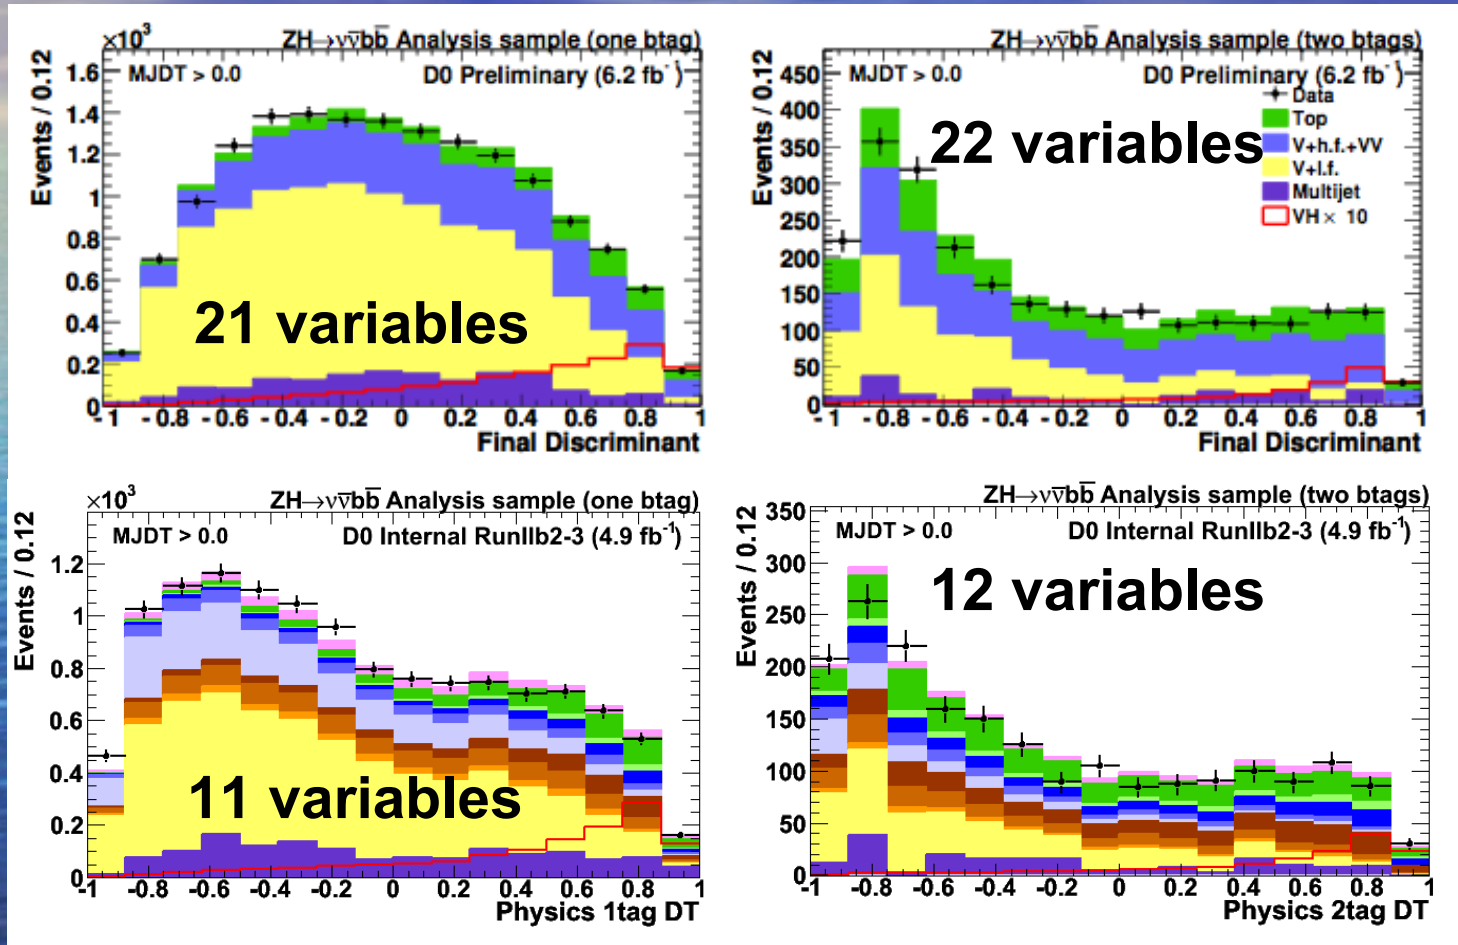 ×10³
ZH→νν̅bb̅ Analysis sample (one btag)
MJDT > 0.0
D0 Preliminary (6.2 fb⁻¹)
Events / 0.12
1.6
1.4
1.2
1
0.8
0.6
0.4
0.2
0
21 variables
-1 -0.8 -0.6 -0.4 -0.2 0 0.2 0.4 0.6 0.8 1
Final Discriminant
ZH→νν̅bb̅ Analysis sample (two btags)
MJDT > 0.0
D0 Preliminary (6.2 fb⁻¹)
Events / 0.12
450
400
350
300
250
200
150
100
50
0
22 variables
Data
Top
V+h.f.+VV
V+l.f.
Multijet
VH × 10
-1 -0.8 -0.6 -0.4 -0.2 0 0.2 0.4 0.6 0.8 1
Final Discriminant
×10³
ZH→νν̅bb̅ Analysis sample (one btag)
MJDT > 0.0
D0 Internal RunIIb2-3 (4.9 fb⁻¹)
Events / 0.12
1.2
1
0.8
0.6
0.4
0.2
0
11 variables
-1 -0.8 -0.6 -0.4 -0.2 0 0.2 0.4 0.6 0.8 1
Physics 1tag DT
ZH→νν̅bb̅ Analysis sample (two btags)
MJDT > 0.0
D0 Internal RunIIb2-3 (4.9 fb⁻¹)
Events / 0.12
350
300
250
200
150
100
50
0
12 variables
-1 -0.8 -0.6 -0.4 -0.2 0 0.2 0.4 0.6 0.8 1
Physics 2tag DT